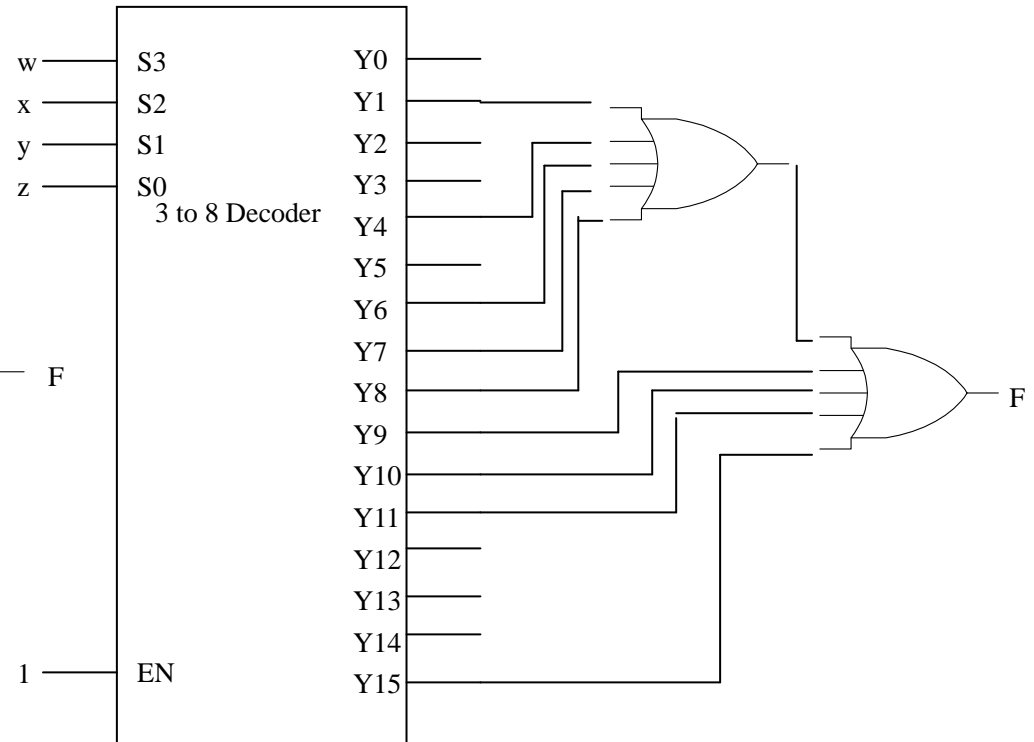 w S3 Y0
x S2 Y1
y S1 Y2
z S0 Y3
3 to 8 Decoder Y4
Y5
Y6
Y7
F Y8 F
Y9
Y10
Y11
Y12
Y13
Y14
1 EN Y15